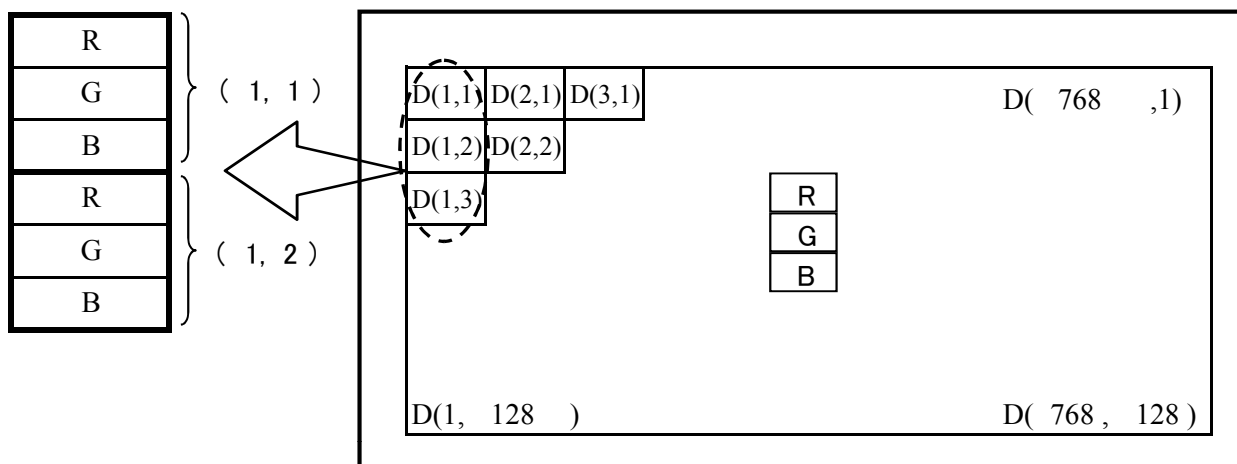 R
G
B
R
G
B
( 1, 1 )
( 1, 2 )
D(1,1) D(2,1) D(3,1)
D( 768 ,1)
D(1,2) D(2,2)
D(1,3)
R
G
B
D(1, 128 )
D( 768 , 128 )